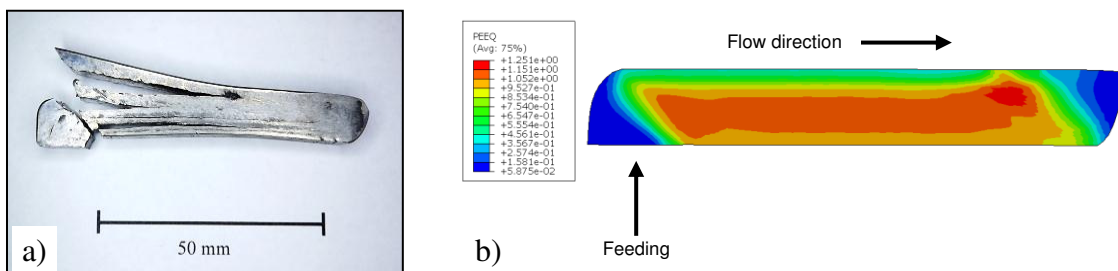 a)
50 mm
b)
PEEQ
(Avg: 75%)
+1.251e+00
+1.151e+00
+1.052e+00
+9.527e-01
+8.534e-01
+7.540e-01
+6.547e-01
+5.554e-01
+4.561e-01
+3.567e-01
+2.574e-01
+1.581e-01
+5.875e-02
Flow direction
Feeding